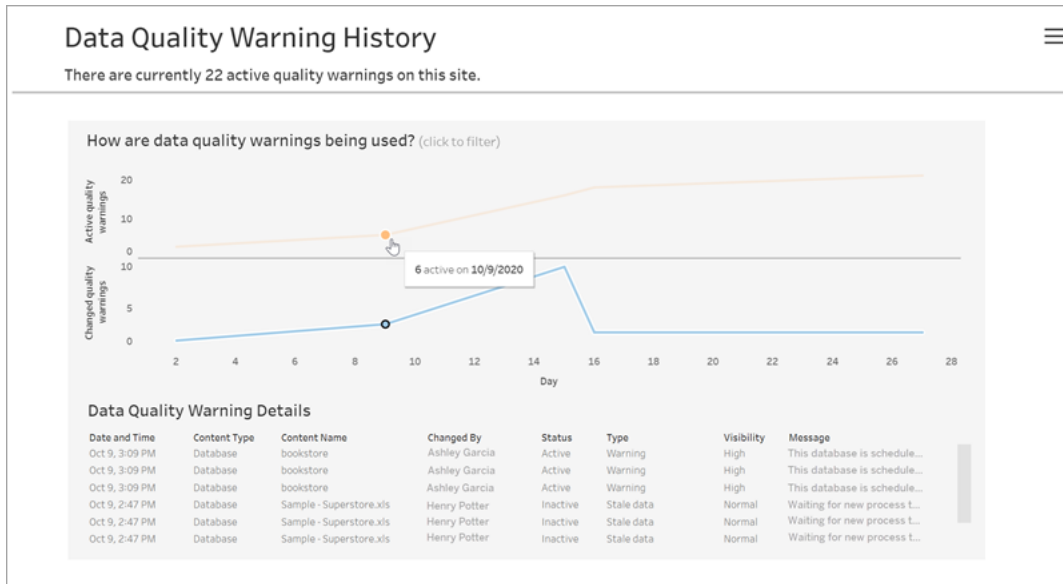 Data Quality Warning History
There are currently 22 active quality warnings on this site.
How are data quality warnings being used? (click to filter)
Active quality
warnings
20
10
0
6 active on 10/9/2020
Changed quality
warnings
10
5
0
2 4 6 8 10 12 14 16 18 20 22 24 26 28
Day
Data Quality Warning Details
Date and Time Content Type Content Name Changed By Status Type Visibility Message
Oct 9, 3:09 PM Database bookstore Ashley Garcia Active Warning High This database is schedule...
Oct 9, 3:09 PM Database bookstore Ashley Garcia Active Warning High This database is schedule...
Oct 9, 3:09 PM Database bookstore Ashley Garcia Active Warning High This database is schedule...
Oct 9, 2:47 PM Database Sample - Superstore.xls Henry Potter Inactive Stale data Normal Waiting for new process t...
Oct 9, 2:47 PM Database Sample - Superstore.xls Henry Potter Inactive Stale data Normal Waiting for new process t...
Oct 9, 2:47 PM Database Sample - Superstore.xls Henry Potter Inactive Stale data Normal Waiting for new process t...